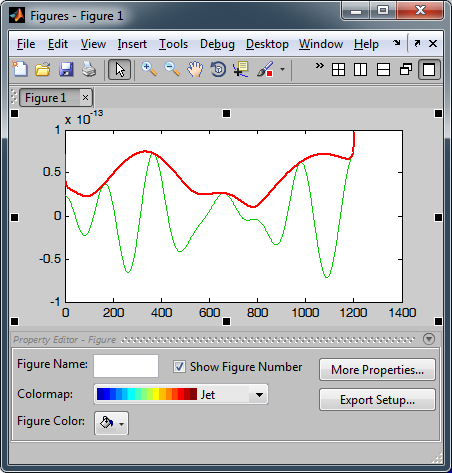 Figures - Figure 1
File Edit View Insert Tools Debug Desktop Window Help
Figure 1 ×
x 10^-13
1
0.5
0
-0.5
-1
0 200 400 600 800 1000 1200 1400
Property Editor - Figure
Figure Name: Show Figure Number More Properties...
Colormap: Jet Export Setup...
Figure Color: